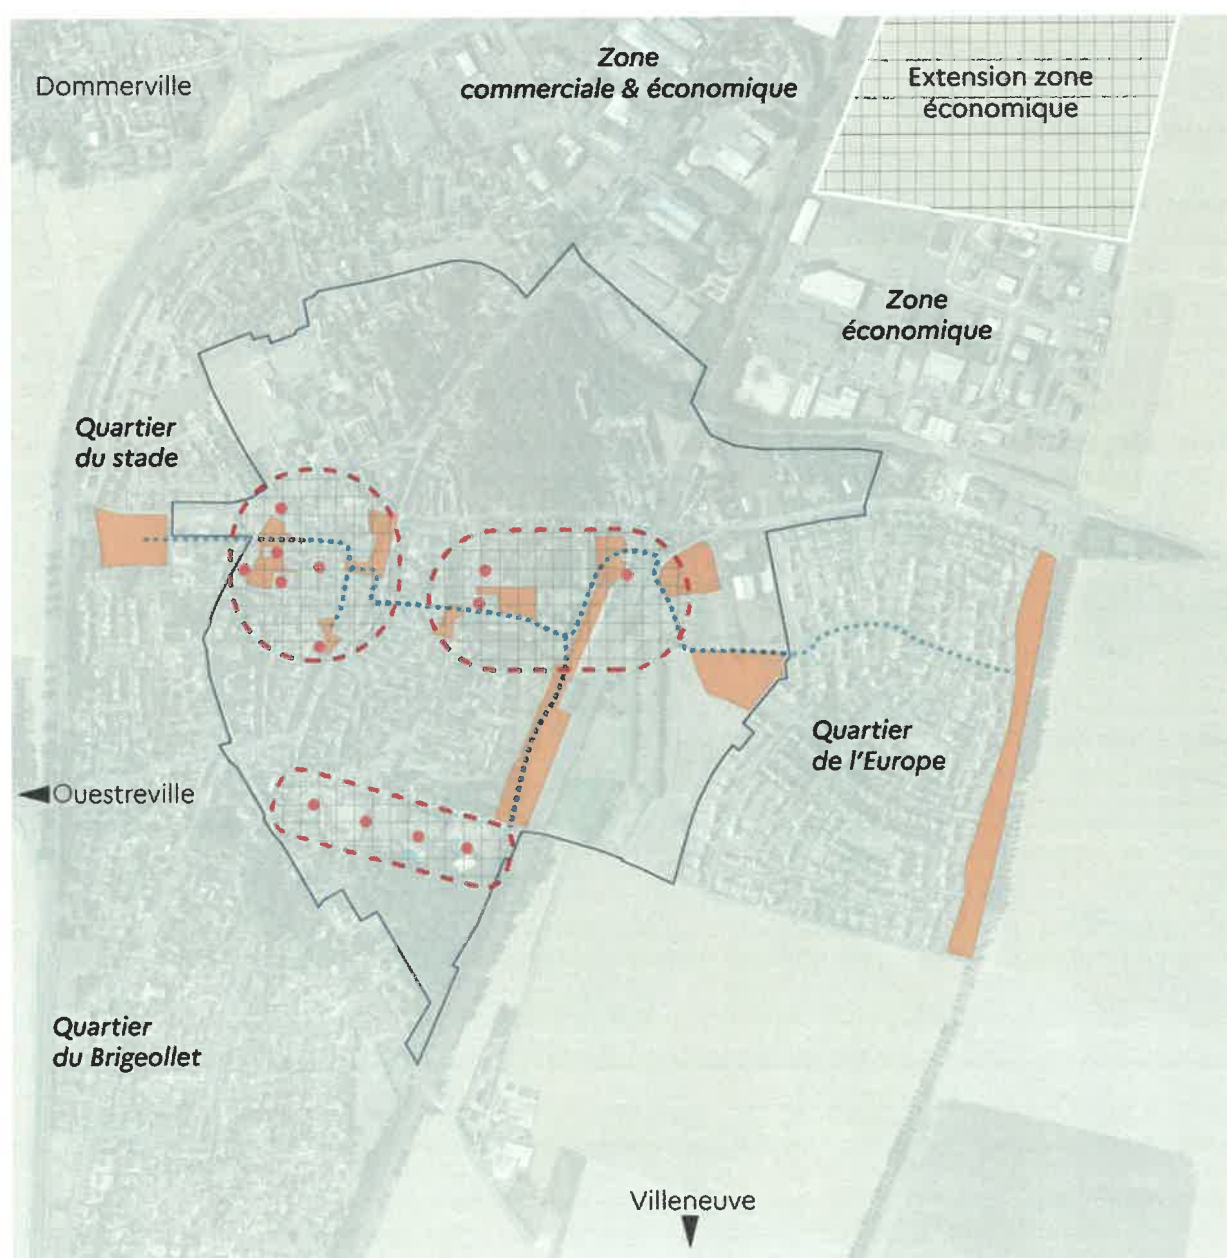 Dommerville
Zone
commerciale & économique
Extension zone
économique
Zone
économique
Quartier
du stade
Quartier
de l'Europe
Ouestreville
Quartier
du Brigeollet
Villeneuve